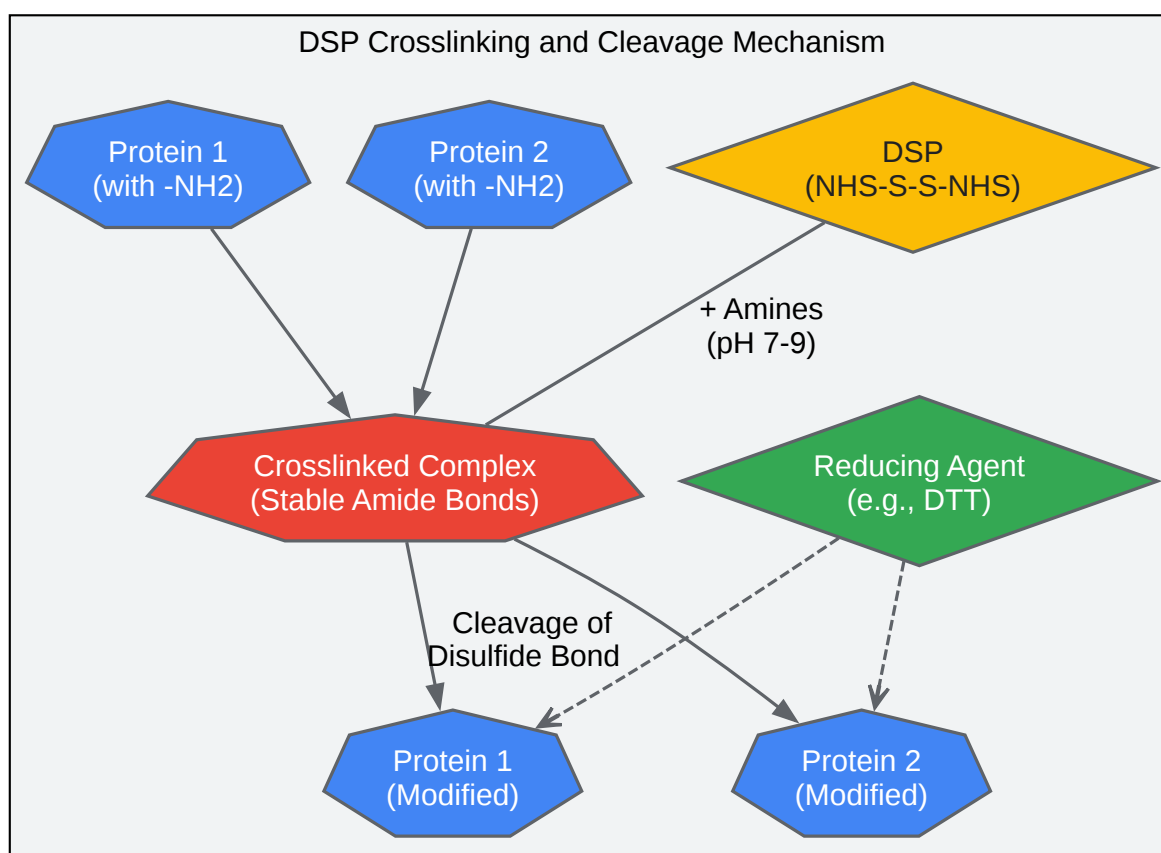 DSP Crosslinking and Cleavage Mechanism
Protein 1
(with -NH2)
Protein 2
(with -NH2)
DSP
(NHS-S-S-NHS)
+ Amines
(pH 7-9)
Crosslinked Complex
(Stable Amide Bonds)
Reducing Agent
(e.g., DTT)
Cleavage of
Disulfide Bond
Protein 1
(Modified)
Protein 2
(Modified)